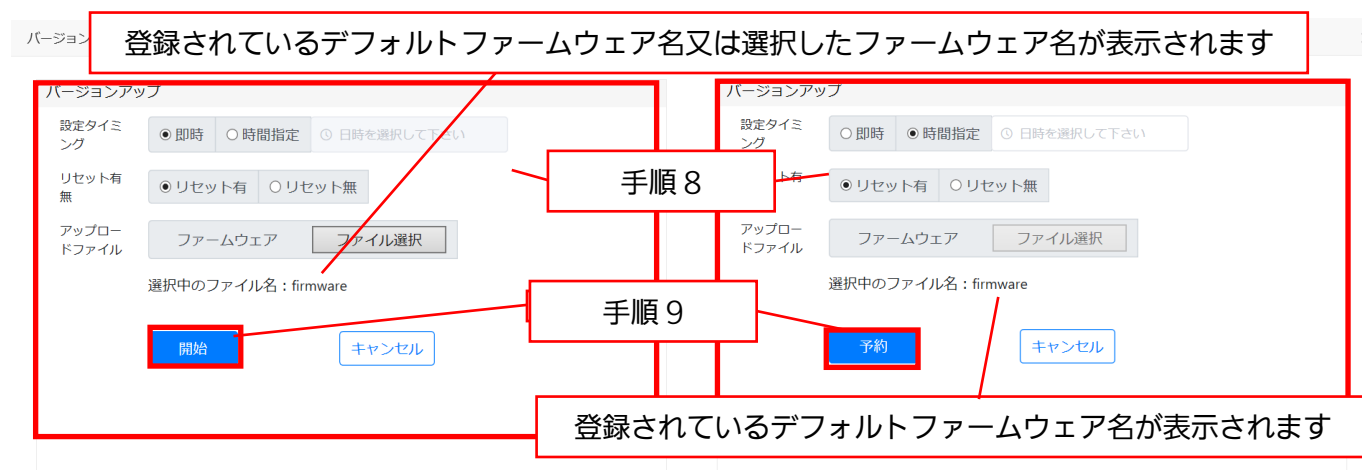 バージョン
登録されているデフォルトファームウェア名又は選択したファームウェア名が表示されます
バージョンアップ
設定タイミ
ング
即時
時間指定
日時を選択して下さい
リセット有
無
リセット有
リセット無
アップロー
ドファイル
ファームウェア
ファイル選択
選択中のファイル名：firmware
開始
キャンセル
手順８
手順９
バージョンアップ
設定タイミ
ング
即時
時間指定
日時を選択して下さい
ト有
リセット有
リセット無
アップロー
ドファイル
ファームウェア
ファイル選択
選択中のファイル名：firmware
予約
キャンセル
登録されているデフォルトファームウェア名が表示されます